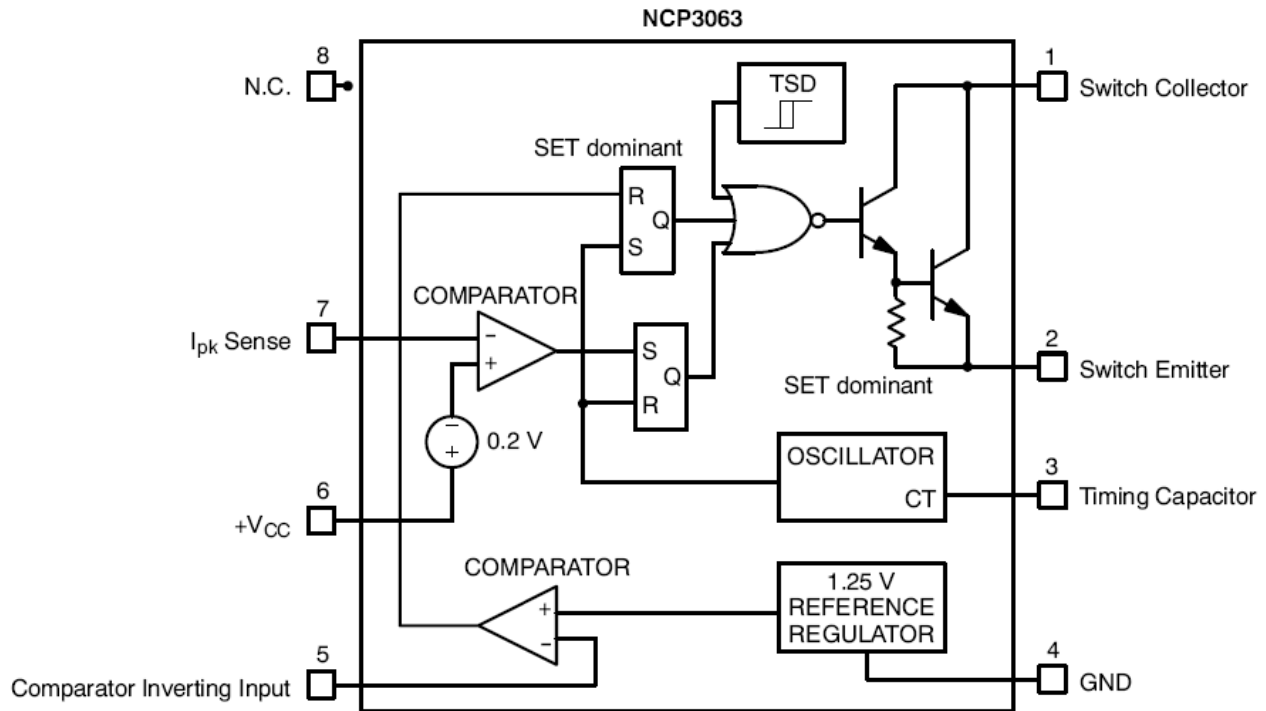 NCP3063
8
N.C.
1
Switch Collector
TSD
SET dominant
R
Q
S
COMPARATOR
7
Ipk Sense
-
+
S
Q
R
2
Switch Emitter
SET dominant
-
+
0.2 V
OSCILLATOR
CT
3
Timing Capacitor
6
+VCC
COMPARATOR
+
-
1.25 V
REFERENCE
REGULATOR
5
Comparator Inverting Input
4
GND